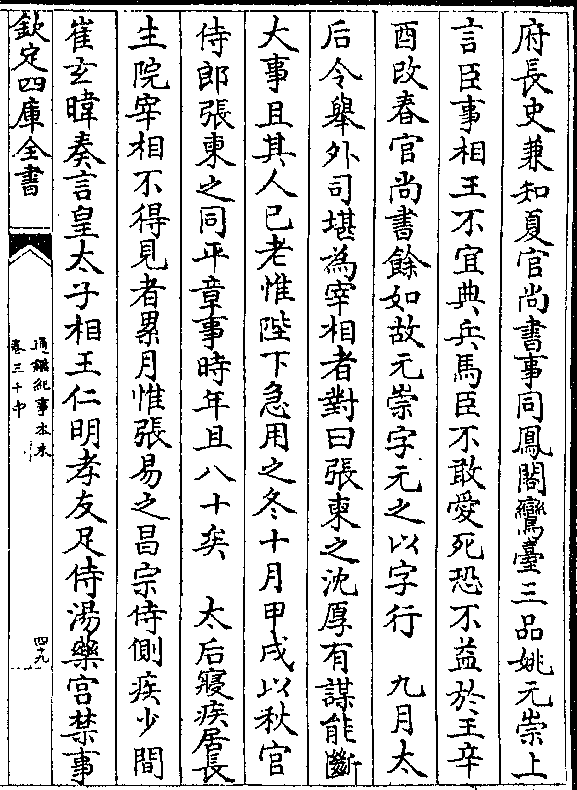 府長史兼知夏官尚書事同鳳閣鸞臺三品姚元崇上
言臣事相王不宜典兵馬臣不敢愛死恐不益於王辛
酉改春官尚書餘如故元崇字元之以字行　九月太
后令舉外司堪為宰相者對曰張柬之沈厚有謀能斷
大事且其人已老惟陛下急用之冬十月甲戌以秋官
侍郎張柬之同平章事時年且八十矣　太后寢疾居長
生院宰相不得見者累月惟張易之昌宗侍側疾少間
崔玄暐奏言皇太子相王仁明孝友足侍湯藥宫禁事
欽定四庫全書
通鑑紀事本末
卷三十中
四九